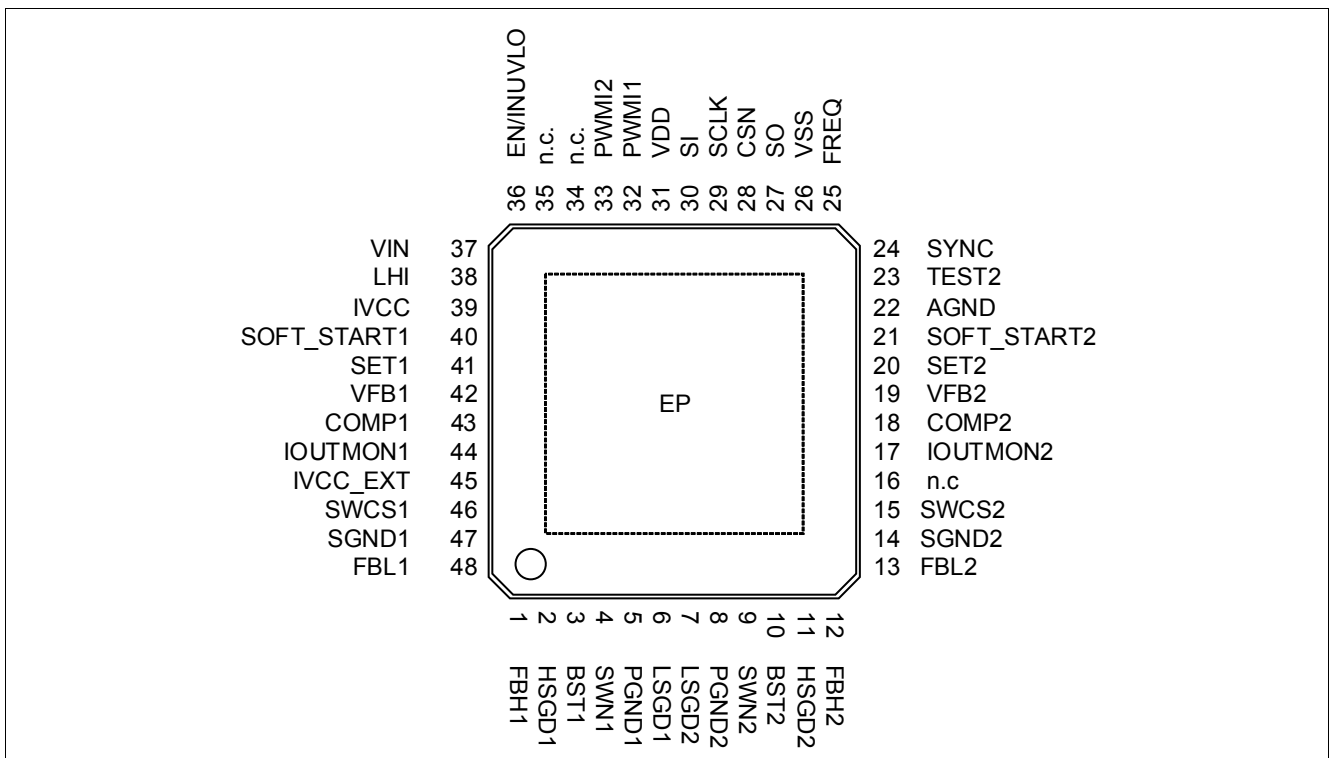 EN/INUVLO
n.c.
n.c.
PWMI2
PWMI1
VDD
SI
SCLK
CSN
SO
VSS
FREQ
36
35
34
33
32
31
30
29
28
27
26
25
VIN 37
LHI 38
IVCC 39
SOFT_START1 40
SET1 41
VFB1 42
COMP1 43
IOUTMON1 44
IVCC_EXT 45
SWCS1 46
SGND1 47
FBL1 48
EP
24 SYNC
23 TEST2
22 AGND
21 SOFT_START2
20 SET2
19 VFB2
18 COMP2
17 IOUTMON2
16 n.c
15 SWCS2
14 SGND2
13 FBL2
1
2
3
4
5
6
7
8
9
10
11
12
FBH1
HSGD1
BST1
SWN1
PGND1
LSGD1
LSGD2
PGND2
SWN2
BST2
HSGD2
FBH2